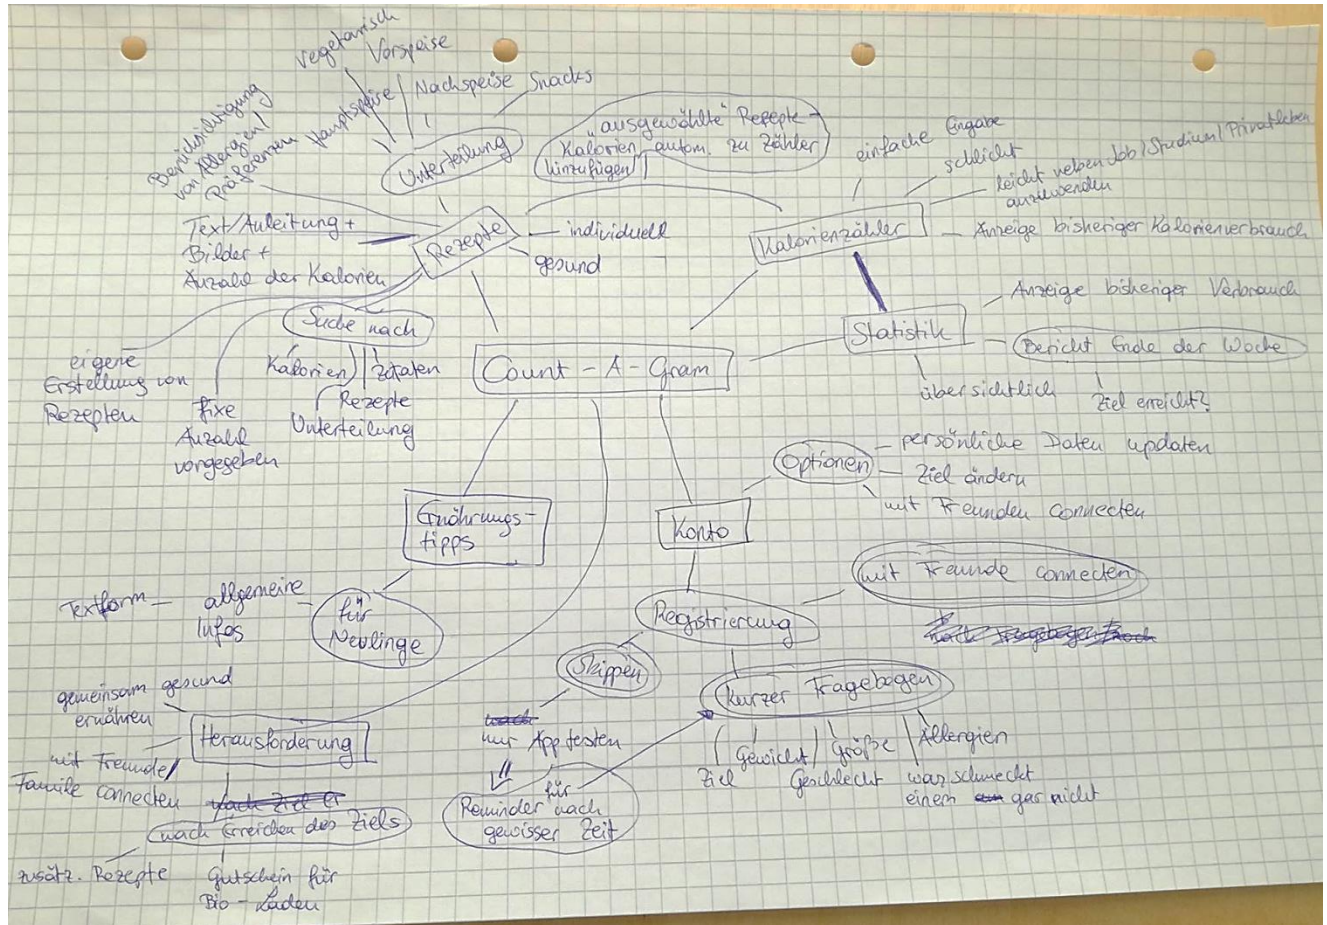 vegetarisch
Vorspeise
Hauptspeise
Nachspeise
Snacks
Unterteilung
Berücksichtigung
von Allergien/
Präferenzen
Text/Anleitung +
Bilder +
Anzahl der Kalorien
Rezepte
individuell
gesund
„ausgewählte“ Rezepte -
Kalorien autom. zu Zähler
hinzufügen
einfache Eingabe
schlicht
leicht neben Job/Studium/Privatleben
anzuwenden
Kalorienzähler
Anzeige bisheriger Kalorienverbrauch
Anzeige bisheriger Verbrauch
Statistik
Bericht Ende der Woche
übersichtlich
Ziel erreicht?
Suche nach
Kalorien
Zutaten
Rezepte
Unterteilung
eigene
Erstellung von
Rezepten
fixe
Anzahl
vorgegeben
Count - A - Gram
Optionen
persönliche Daten updaten
Ziel ändern
mit Freunden connecten
Ernährungs-
tipps
Konto
mit Freunde connecten
Textform
allgemeine
Infos
für
Neulinge
Registrierung
Skippen
kurzer Fragebogen
nur App testen
Ziel
Gewicht
Geschlecht
Größe
Allergien
was schmeckt
einem gar nicht
für
Reminder nach
gewisser Zeit
gemeinsam gesund
ernähren
Herausforderung
mit Freunde/
Familie connecten
nach Erreichen des Ziels
zusätz. Rezepte
Gutschein für
Bio - Laden